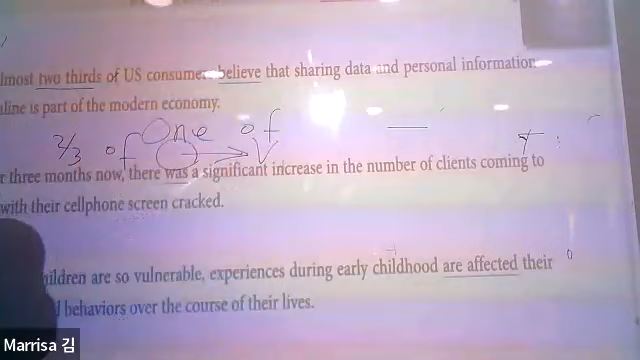 lmost two thirds of US consumers believe that sharing data and personal information
line is part of the modern economy.
2/3 of One of
r three months now, there was a significant increase in the number of clients coming to
with their cellphone screen cracked.
ildren are so vulnerable, experiences during early childhood are affected their
behaviors over the course of their lives.
Marrisa 김